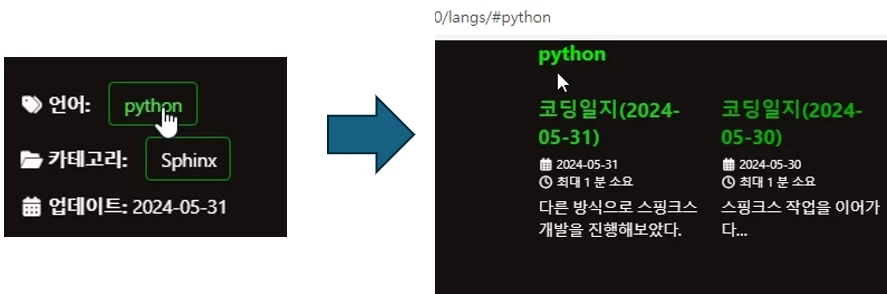 언어: python
카테고리: Sphinx
업데이트: 2024-05-31
0/langs/#python
python
코딩일지(2024-
05-31)
2024-05-31
최대 1 분 소요
다른 방식으로 스핑크스
개발을 진행해보았다.
코딩일지(2024-
05-30)
2024-05-30
최대 1 분 소요
스핑크스 작업을 이어가
다...